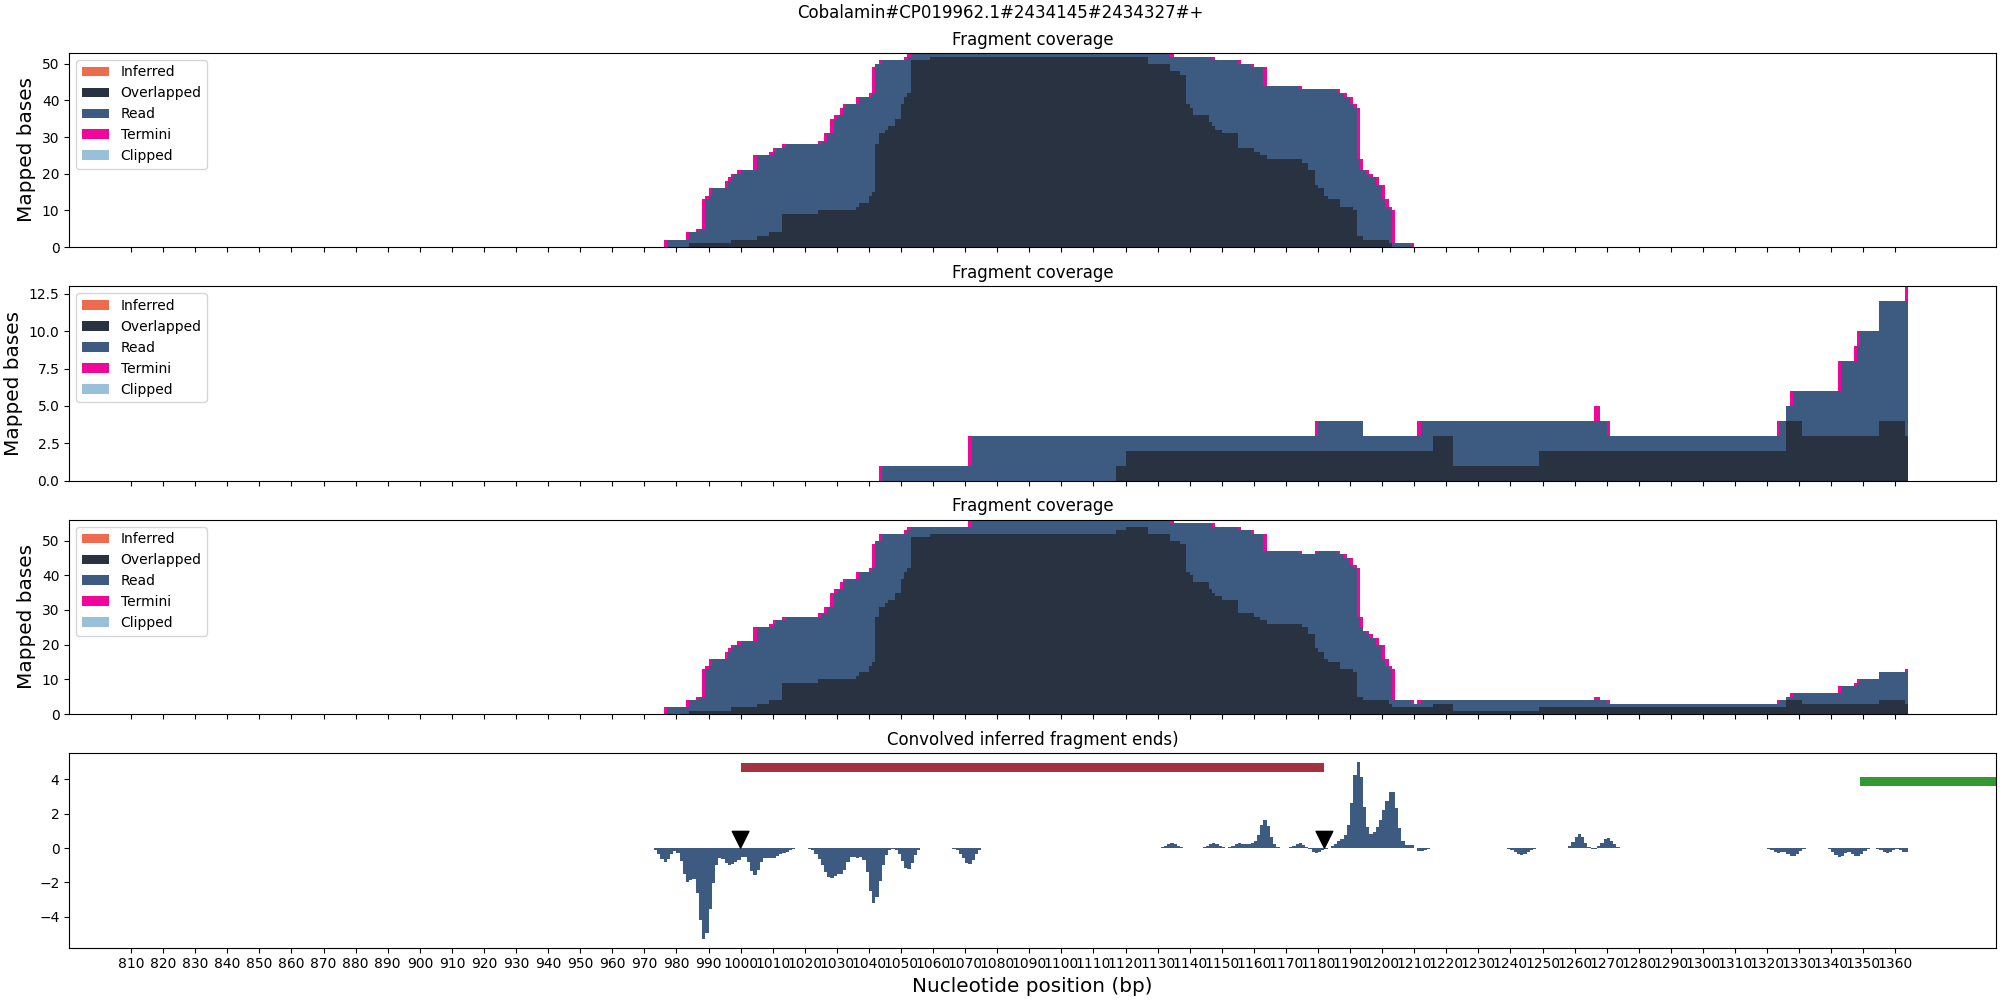 Cobalamin#CP019962.1#2434145#2434327#+
Fragment coverage
Mapped bases
50
40
30
20
10
0
Inferred
Overlapped
Read
Termini
Clipped
Fragment coverage
Mapped bases
12.5
10.0
7.5
5.0
2.5
0.0
Inferred
Overlapped
Read
Termini
Clipped
Fragment coverage
Mapped bases
50
40
30
20
10
0
Inferred
Overlapped
Read
Termini
Clipped
Convolved inferred fragment ends)
4
2
0
−2
−4
810 820 830 840 850 860 870 880 890 900 910 920 930 940 950 960 970 980 990 1000 1010 1020 1030 1040 1050 1060 1070 1080 1090 1100 1110 1120 1130 1140 1150 1160 1170 1180 1190 1200 1210 1220 1230 1240 1250 1260 1270 1280 1290 1300 1310 1320 1330 1340 1350 1360
Nucleotide position (bp)